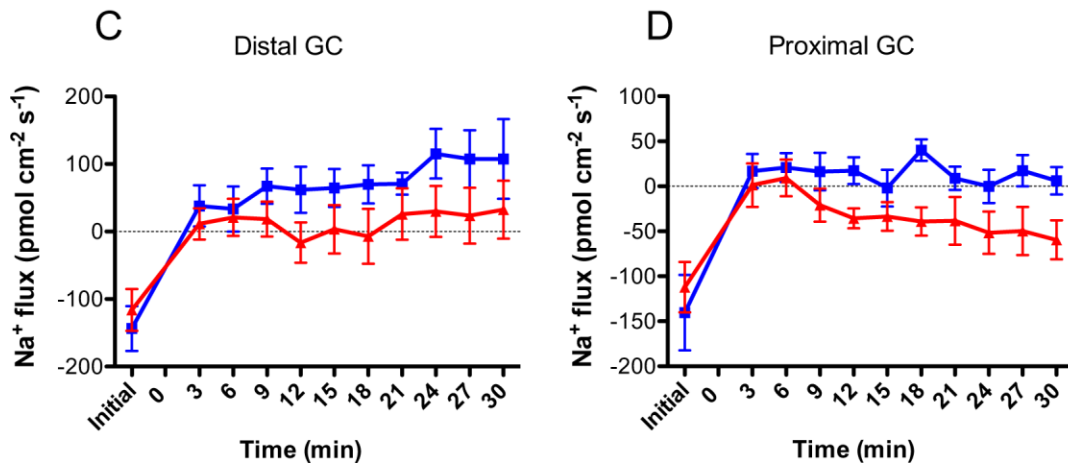 C
Distal GC
Na⁺ flux (pmol cm⁻² s⁻¹)
200
100
0
-100
-200
Initial 0 3 6 9 12 15 18 21 24 27 30
Time (min)
D
Proximal GC
Na⁺ flux (pmol cm⁻² s⁻¹)
100
50
0
-50
-100
-150
-200
Initial 0 3 6 9 12 15 18 21 24 27 30
Time (min)